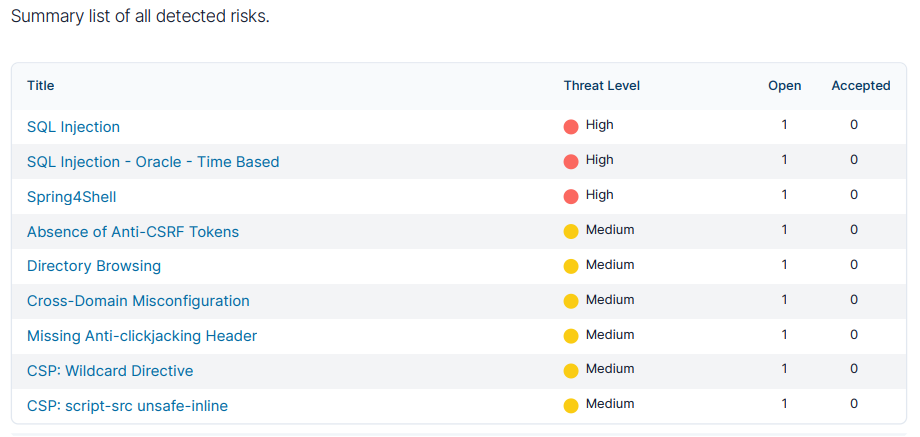 Summary list of all detected risks.
Title Threat Level Open Accepted
SQL Injection High 1 0
SQL Injection - Oracle - Time Based High 1 0
Spring4Shell High 1 0
Absence of Anti-CSRF Tokens Medium 1 0
Directory Browsing Medium 1 0
Cross-Domain Misconfiguration Medium 1 0
Missing Anti-clickjacking Header Medium 1 0
CSP: Wildcard Directive Medium 1 0
CSP: script-src unsafe-inline Medium 1 0